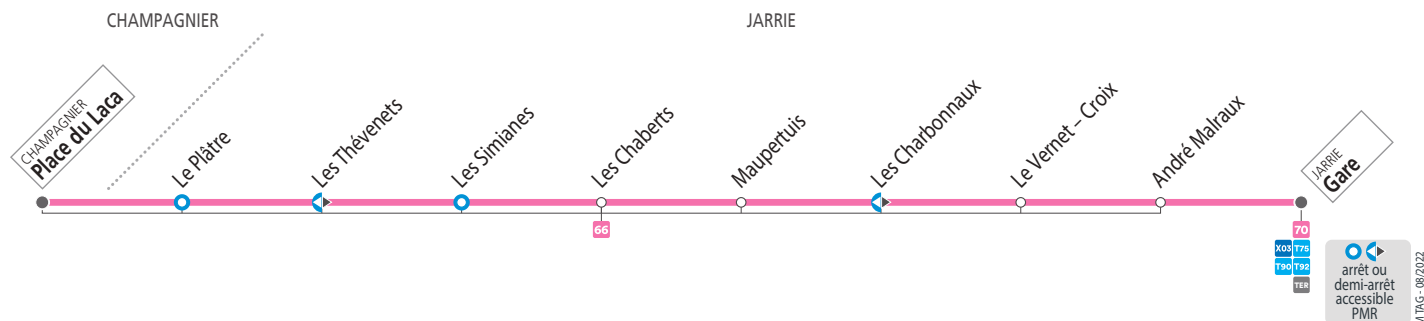 CHAMPAGNIER
JARRIE
CHAMPAGNIER
Place du Laca
Le Plâtre
Les Thévenets
Les Simianes
Les Chaberts
Maupertuis
Les Charbonnaux
Le Vernet – Croix
André Malraux
JARRIE
Gare
66
70
X03 T75
T90 T92
TER
arrêt ou
demi-arrêt
accessible
PMR
TAG - 08/2022